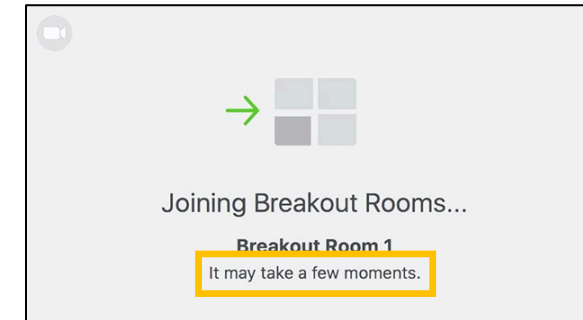 Joining Breakout Rooms...
Breakout Room 1
It may take a few moments.